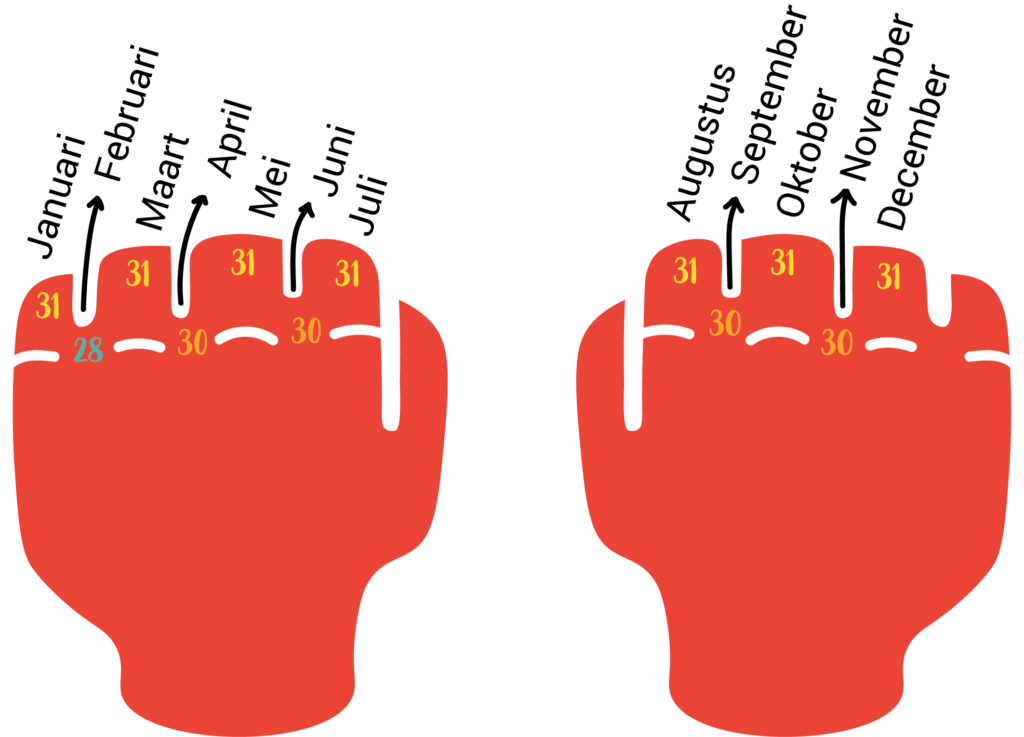 Januari
Februari
Maart
April
Mei
Juni
Juli
Augustus
September
Oktober
November
December
31
28
31
30
31
30
31
31
30
31
30
31